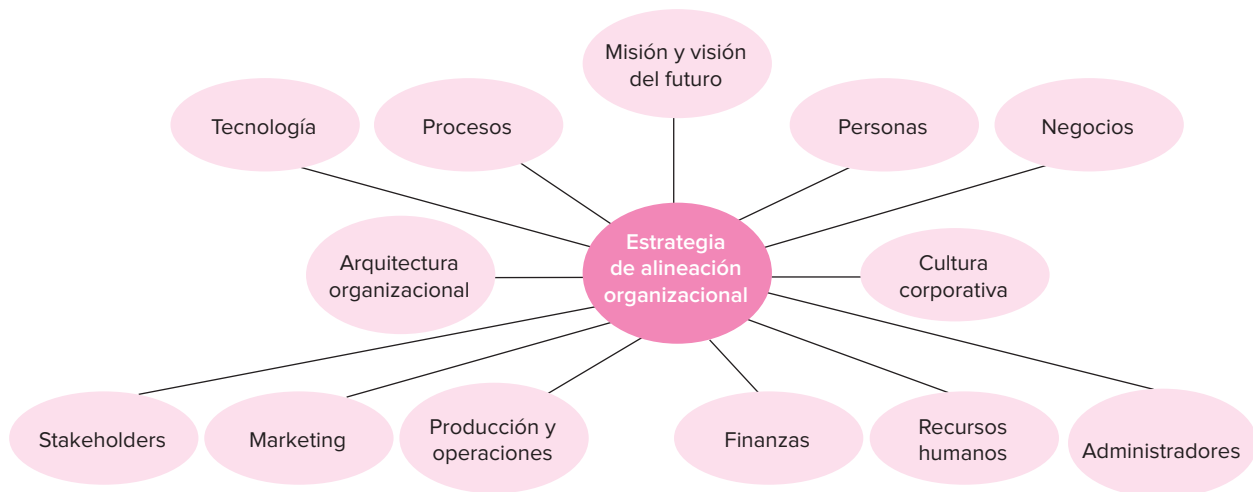 Misión y visión
del futuro
Tecnología
Procesos
Personas
Negocios
Estrategia
de alineación
organizacional
Arquitectura
organizacional
Cultura
corporativa
Stakeholders
Marketing
Producción y
operaciones
Finanzas
Recursos
humanos
Administradores